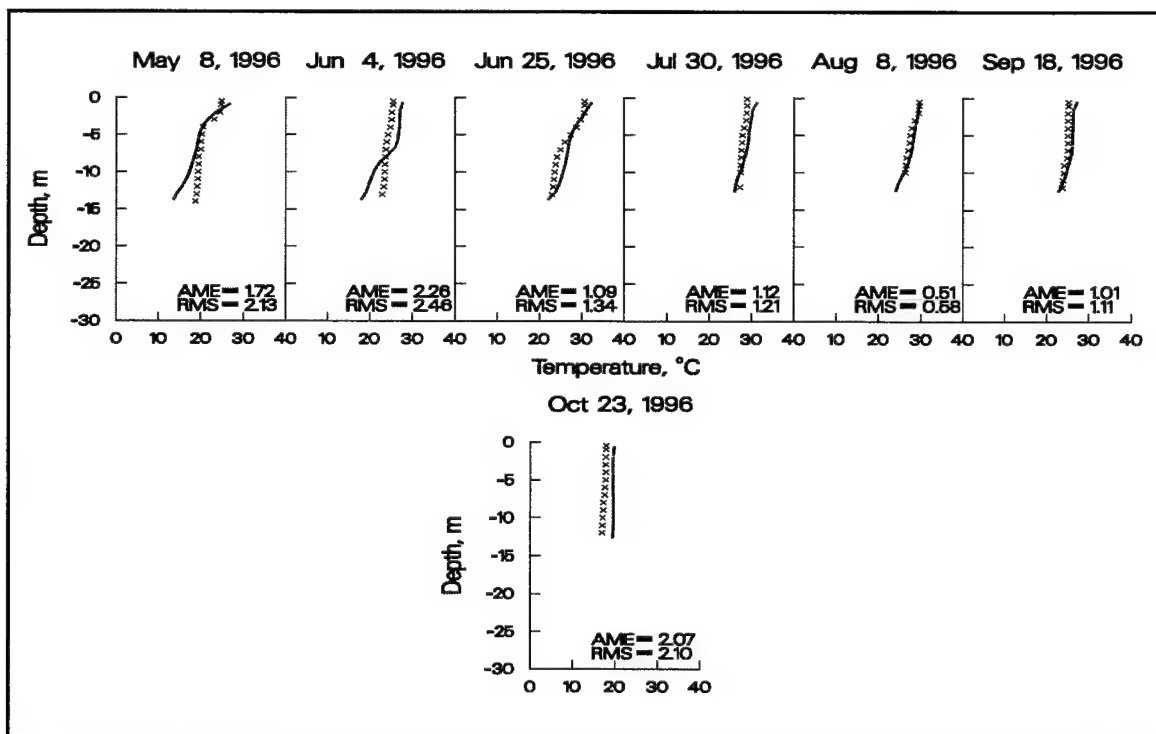 May 8, 1996 Jun 4, 1996 Jun 25, 1996 Jul 30, 1996 Aug 8, 1996 Sep 18, 1996
0
-5
-10
-15
-20
-25
-30
Depth, m
AME = 1.72 AME = 2.26 AME = 1.09 AME = 1.12 AME = 0.51 AME = 1.01
RMS = 2.13 RMS = 2.46 RMS = 1.34 RMS = 1.21 RMS = 0.58 RMS = 1.11
0 10 20 30 40 0 10 20 30 40 0 10 20 30 40 0 10 20 30 40 0 10 20 30 40 0 10 20 30 40
Temperature, °C
Oct 23, 1996
0
-5
-10
-15
-20
-25
-30
Depth, m
AME = 2.07
RMS = 2.10
0 10 20 30 40